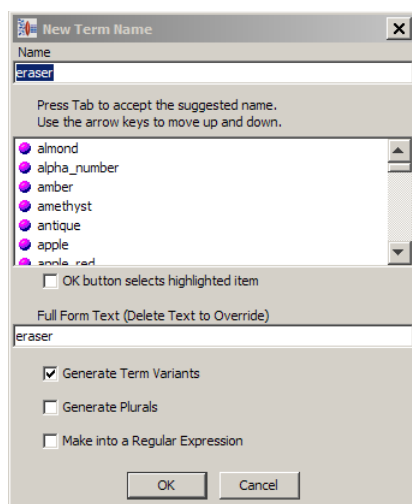 New Term Name
Name
eraser
Press Tab to accept the suggested name.
Use the arrow keys to move up and down.
almond
alpha_number
amber
amethyst
antique
apple
apple_red
OK button selects highlighted item
Full Form Text (Delete Text to Override)
eraser
Generate Term Variants
Generate Plurals
Make into a Regular Expression
OK Cancel